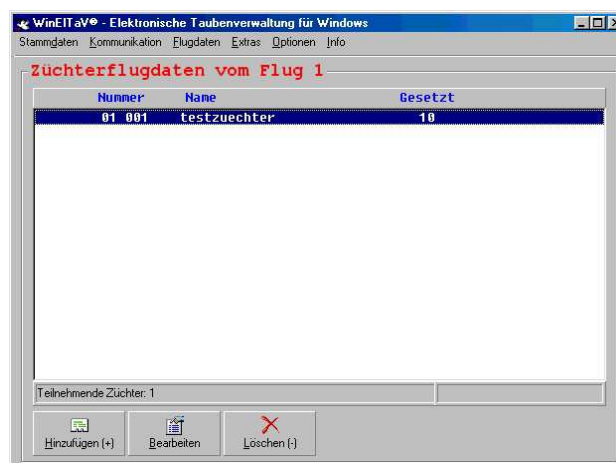 WinElTaV® - Elektronische Taubenverwaltung für Windows
Stammdaten Kommunikation Flugdaten Extras Optionen Info
Züchterflugdaten vom Flug 1
Nummer Name Gesetzt
01 001 testzuechter 10
Teilnehmende Züchter: 1
Hinzufügen (+) Bearbeiten Löschen (-)